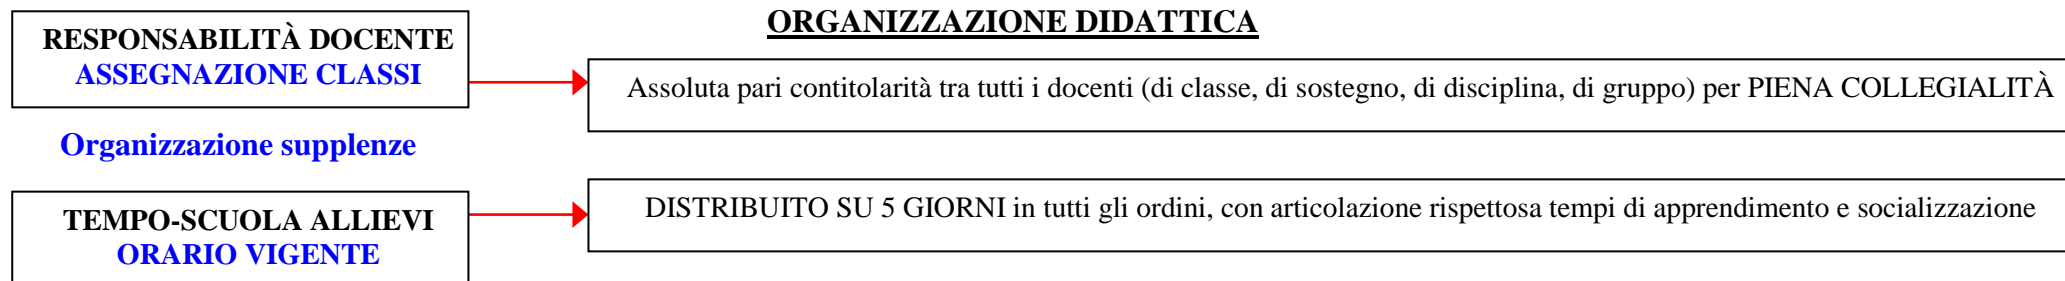 ORGANIZZAZIONE DIDATTICA
RESPONSABILITÀ DOCENTE
ASSEGNAZIONE CLASSI
Assoluta pari contitolarità tra tutti i docenti (di classe, di sostegno, di disciplina, di gruppo) per PIENA COLLEGIALITÀ
Organizzazione supplenze
TEMPO-SCUOLA ALLIEVI
ORARIO VIGENTE
DISTRIBUITO SU 5 GIORNI in tutti gli ordini, con articolazione rispettosa tempi di apprendimento e socializzazione